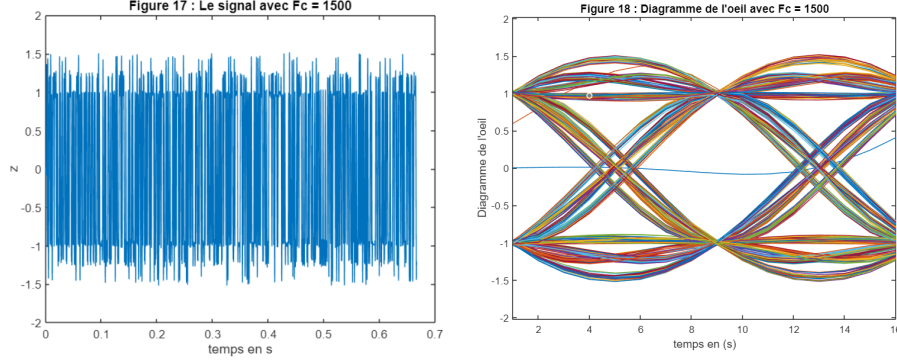 Figure 17 : Le signal avec Fc = 1500
2
1.5
1
0.5
0
-0.5
-1
-1.5
-2
z
0 0.1 0.2 0.3 0.4 0.5 0.6 0.7
temps en s
Figure 18 : Diagramme de l'oeil avec Fc = 1500
2
1.5
1
0.5
0
-0.5
-1
-1.5
-2
Diagramme de l'oeil
2 4 6 8 10 12 14 16
temps en (s)